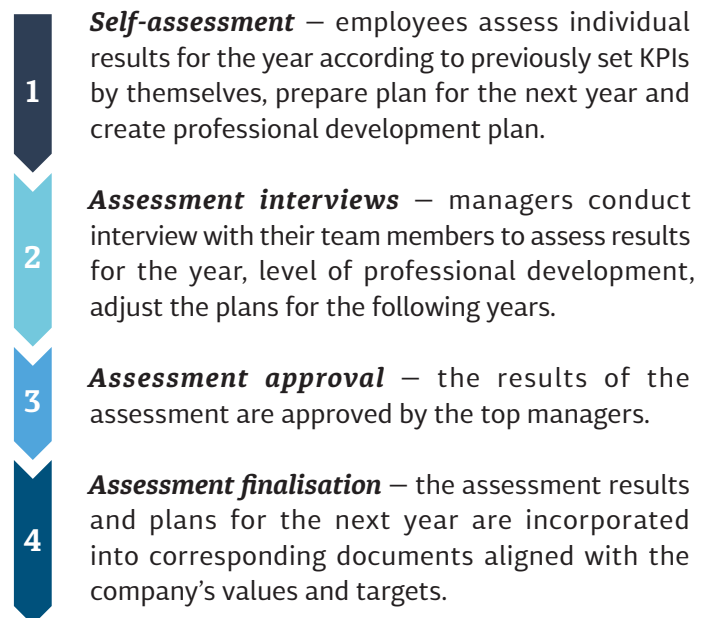 1
Self-assessment – employees assess individual
results for the year according to previously set KPIs
by themselves, prepare plan for the next year and
create professional development plan.
2
Assessment interviews – managers conduct
interview with their team members to assess results
for the year, level of professional development,
adjust the plans for the following years.
3
Assessment approval – the results of the
assessment are approved by the top managers.
4
Assessment finalisation – the assessment results
and plans for the next year are incorporated
into corresponding documents aligned with the
company's values and targets.